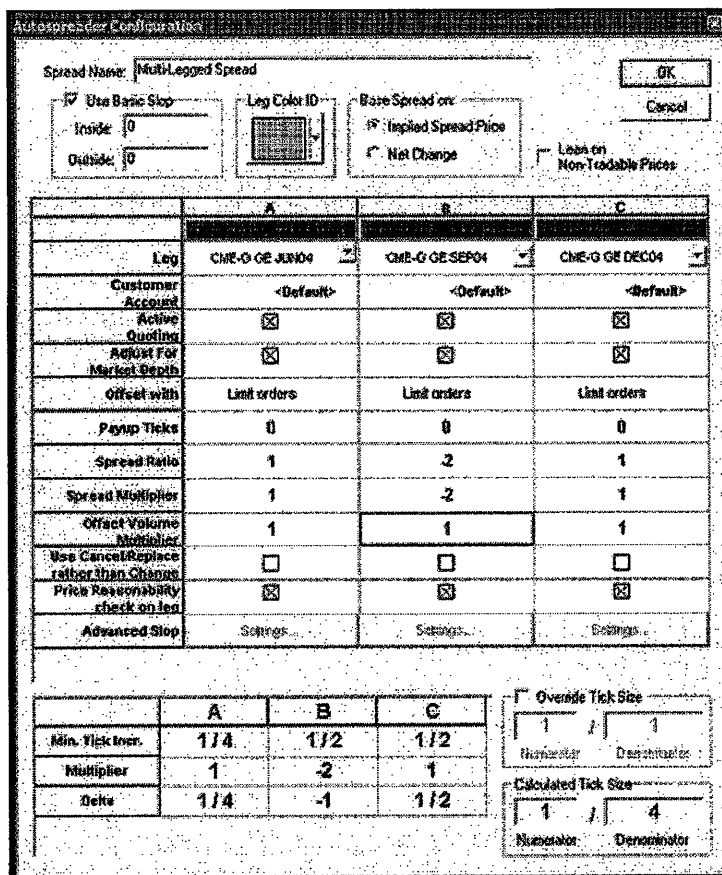 Autospreader Configuration
Spread Name: Multi-Legged Spread
OK
Cancel
Use Basic Slop
Inside: 0
Outside: 0
Leg Color ID
Base Spread on:
Implied Spread Price
Net Change
Lean on
Non-Tradable Prices
A B C
Leg CME-G GE JUN04 CME-G GE SEP04 CME-G GE DEC04
Customer
Account <Default> <Default> <Default>
Active
Quoting
Adjust For
Market Depth
Offset with Limit orders Limit orders Limit orders
Payup Ticks 0 0 0
Spread Ratio 1 -2 1
Spread Multiplier 1 -2 1
Offset Volume
Multiplier 1 1 1
Use Cancel/Replace
rather than Change
Price Reasonability
check on leg
Advanced Slop Settings... Settings... Settings...
A B C
Min. Tick Incr. 1/4 1/2 1/2
Multiplier 1 -2 1
Delta 1/4 -1 1/2
Override Tick Size
1 / 1
Numerator Denominator
Calculated Tick Size
1 / 4
Numerator Denominator